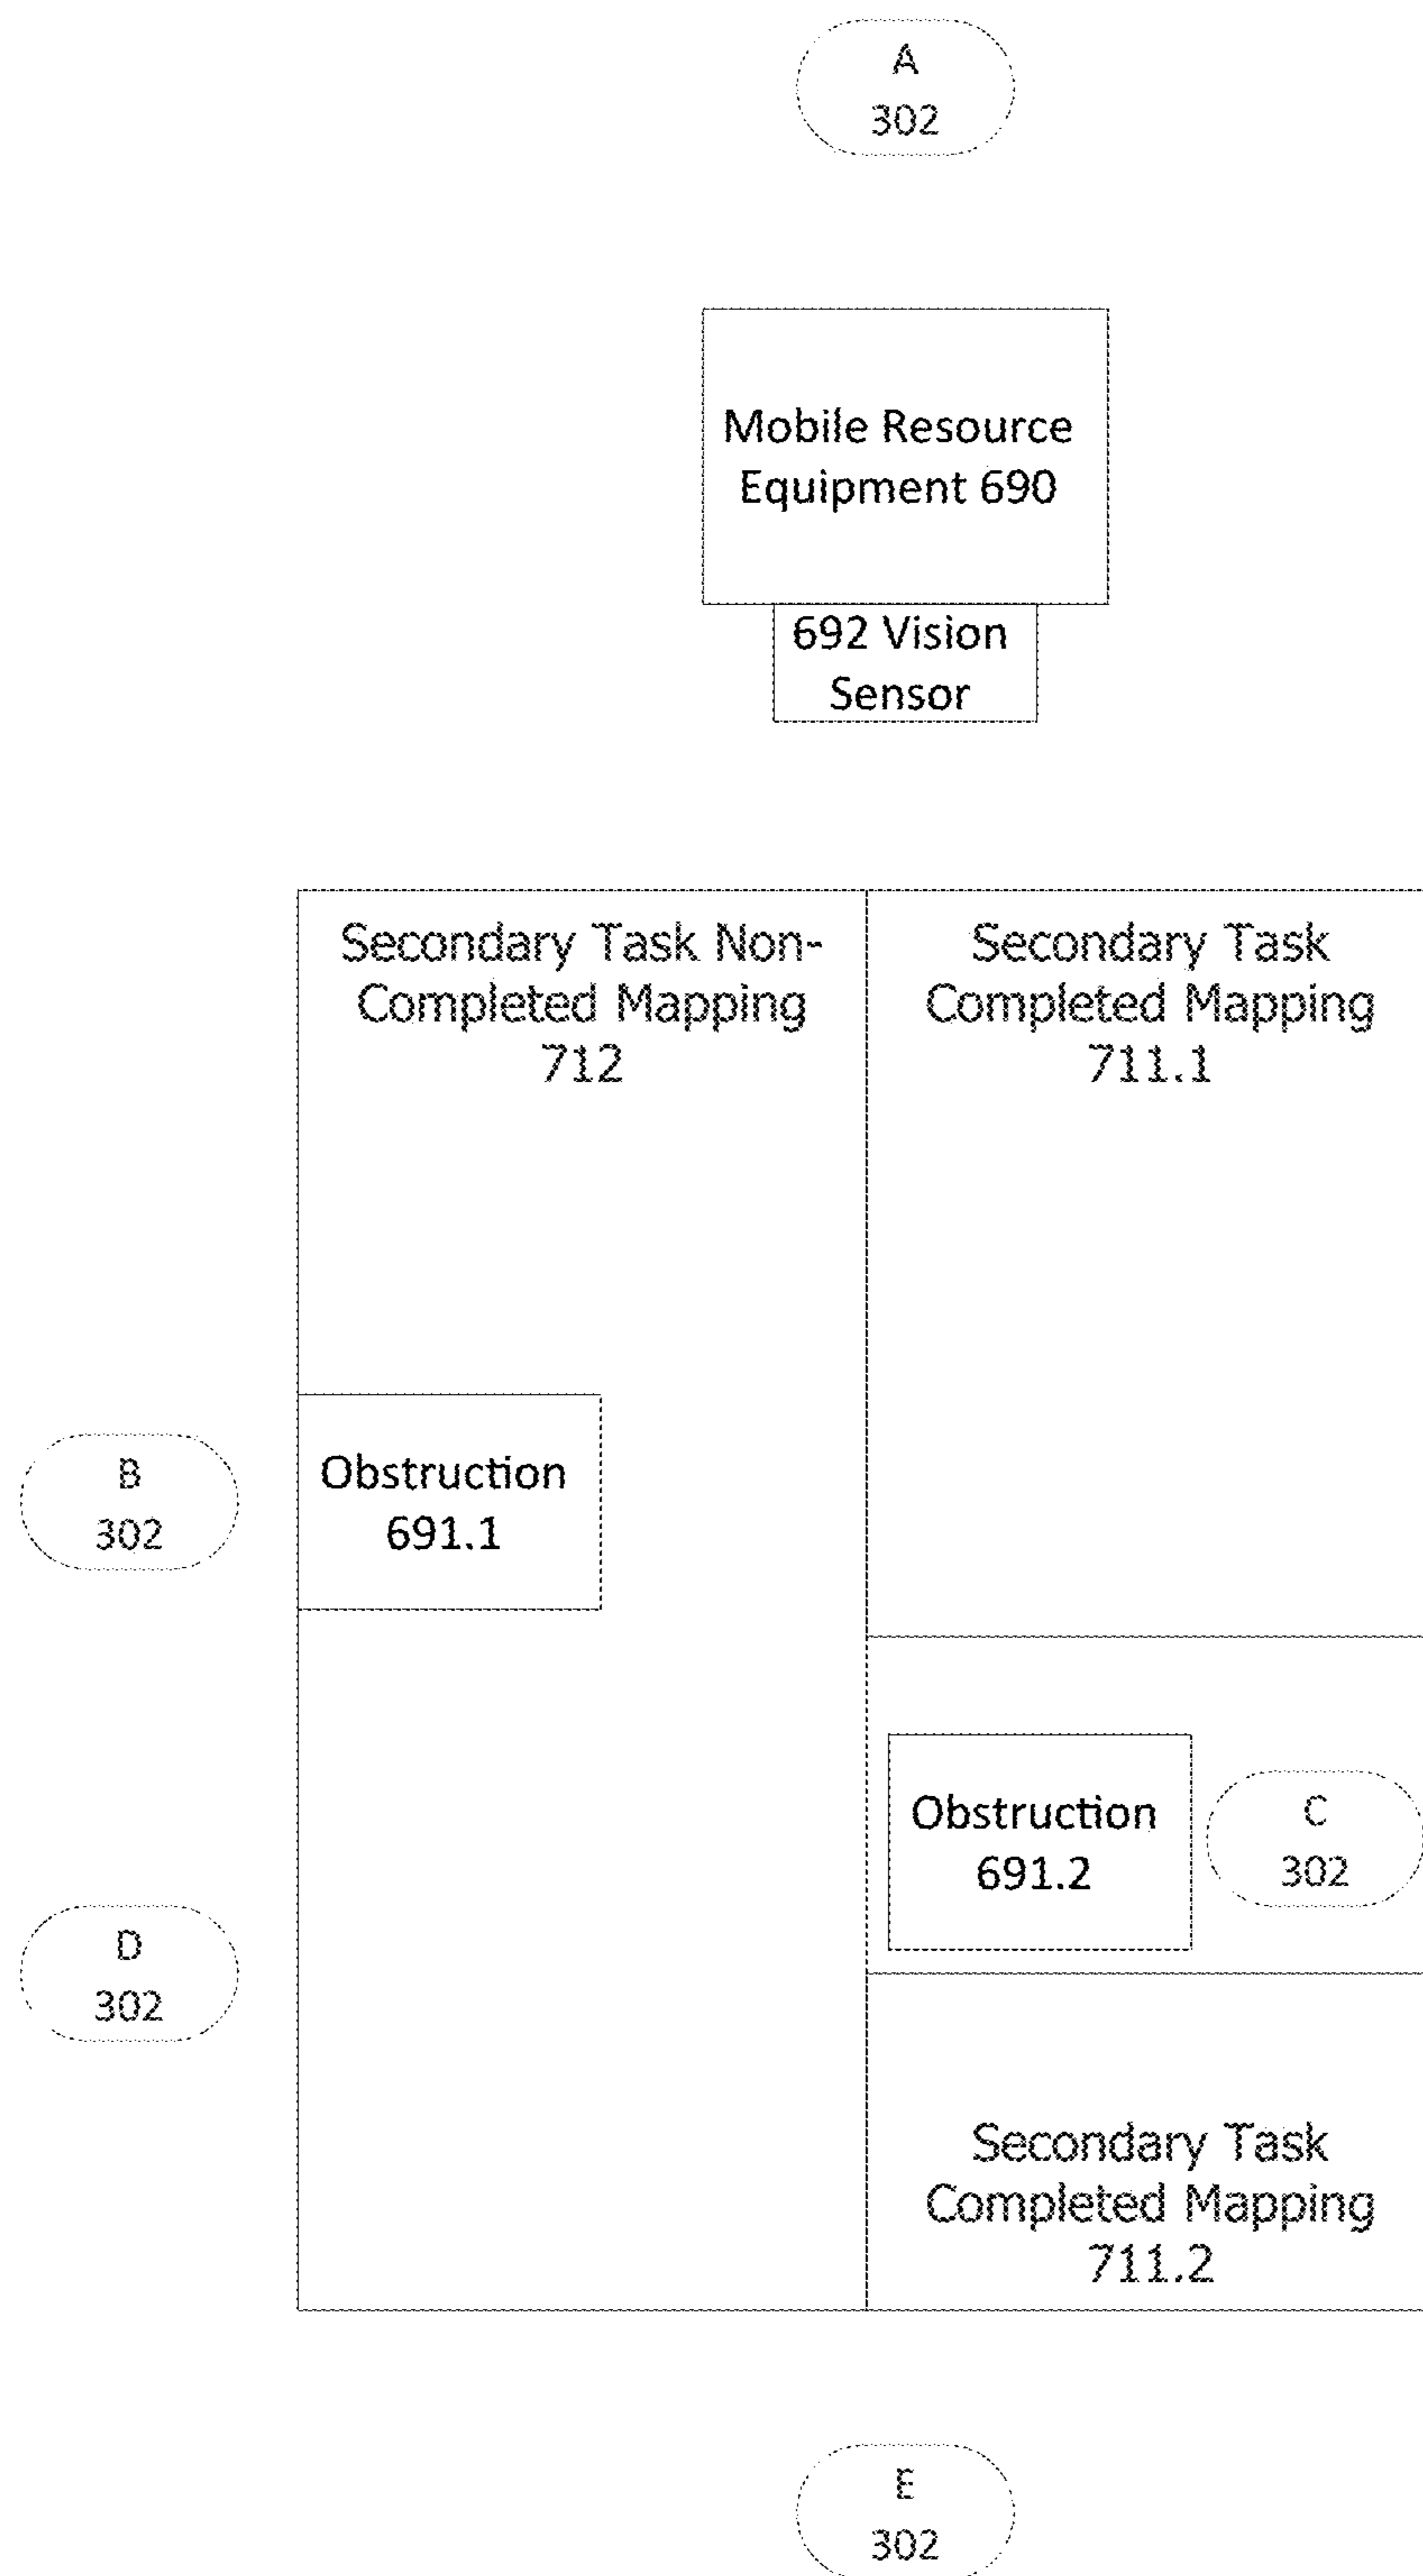 A
302
Mobile Resource
Equipment 690
692 Vision
Sensor
Secondary Task Non-
Completed Mapping
712
Secondary Task
Completed Mapping
711.1
B
302
Obstruction
691.1
Obstruction
691.2
C
302
D
302
Secondary Task
Completed Mapping
711.2
E
302